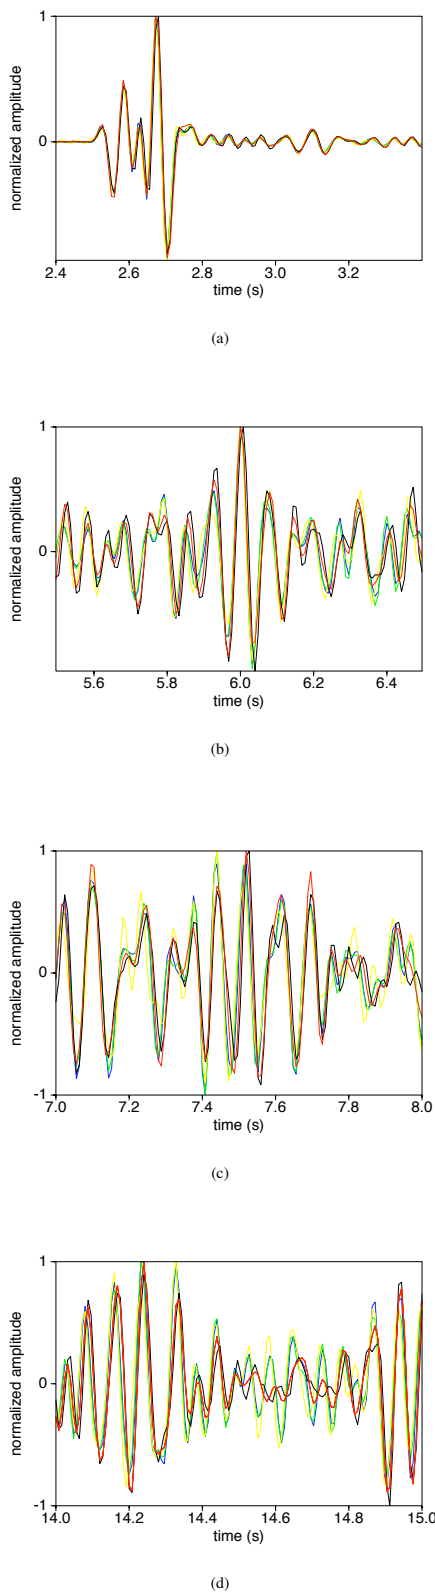 1
normalized amplitude
0
2.4 2.6 2.8 3.0 3.2
time (s)
(a)
1
normalized amplitude
0
5.6 5.8 6.0 6.2 6.4
time (s)
(b)
1
normalized amplitude
0
-1
7.0 7.2 7.4 7.6 7.8 8.0
time (s)
(c)
1
normalized amplitude
0
-1
14.0 14.2 14.4 14.6 14.8 15.0
time (s)
(d)